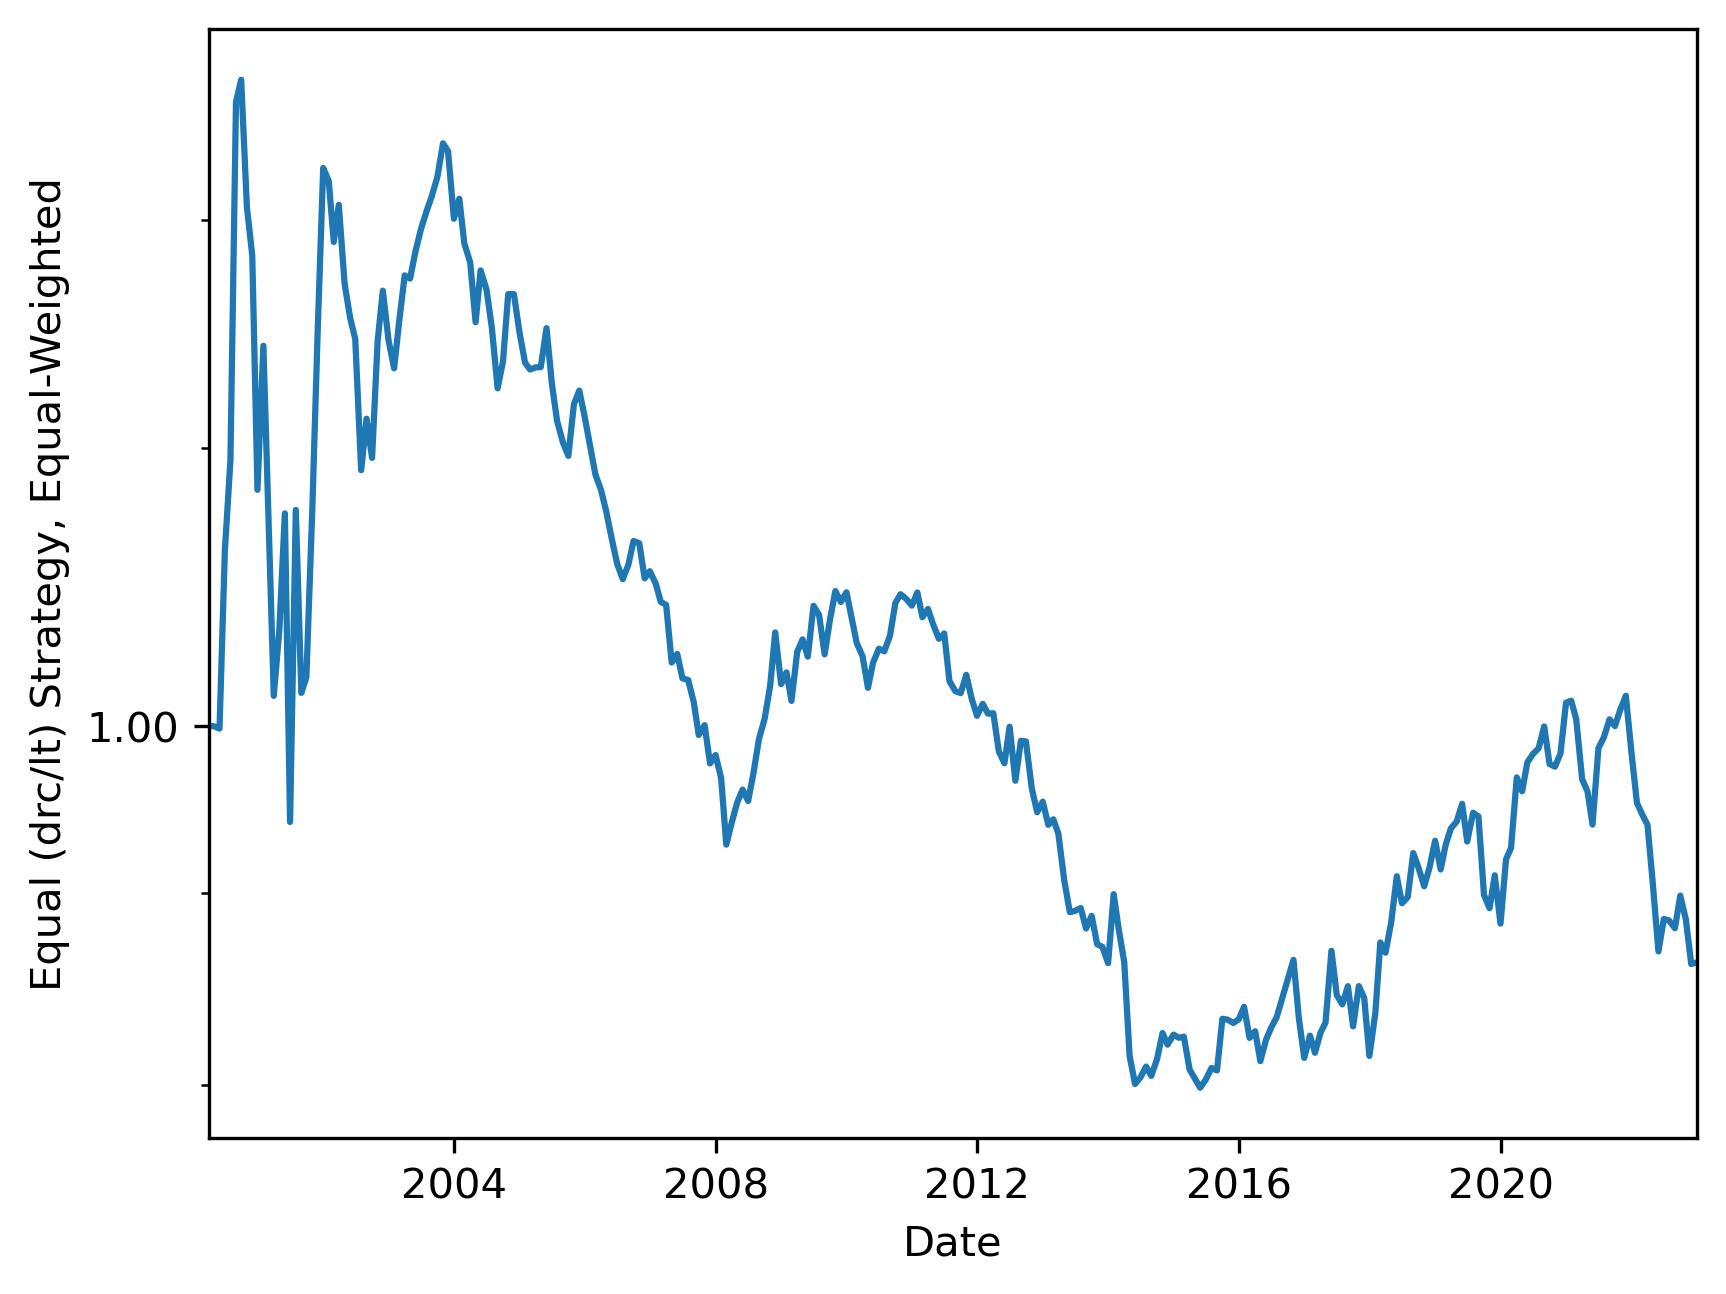 Equal (drc/lt) Strategy, Equal-Weighted
1.00
2004 2008 2012 2016 2020
Date